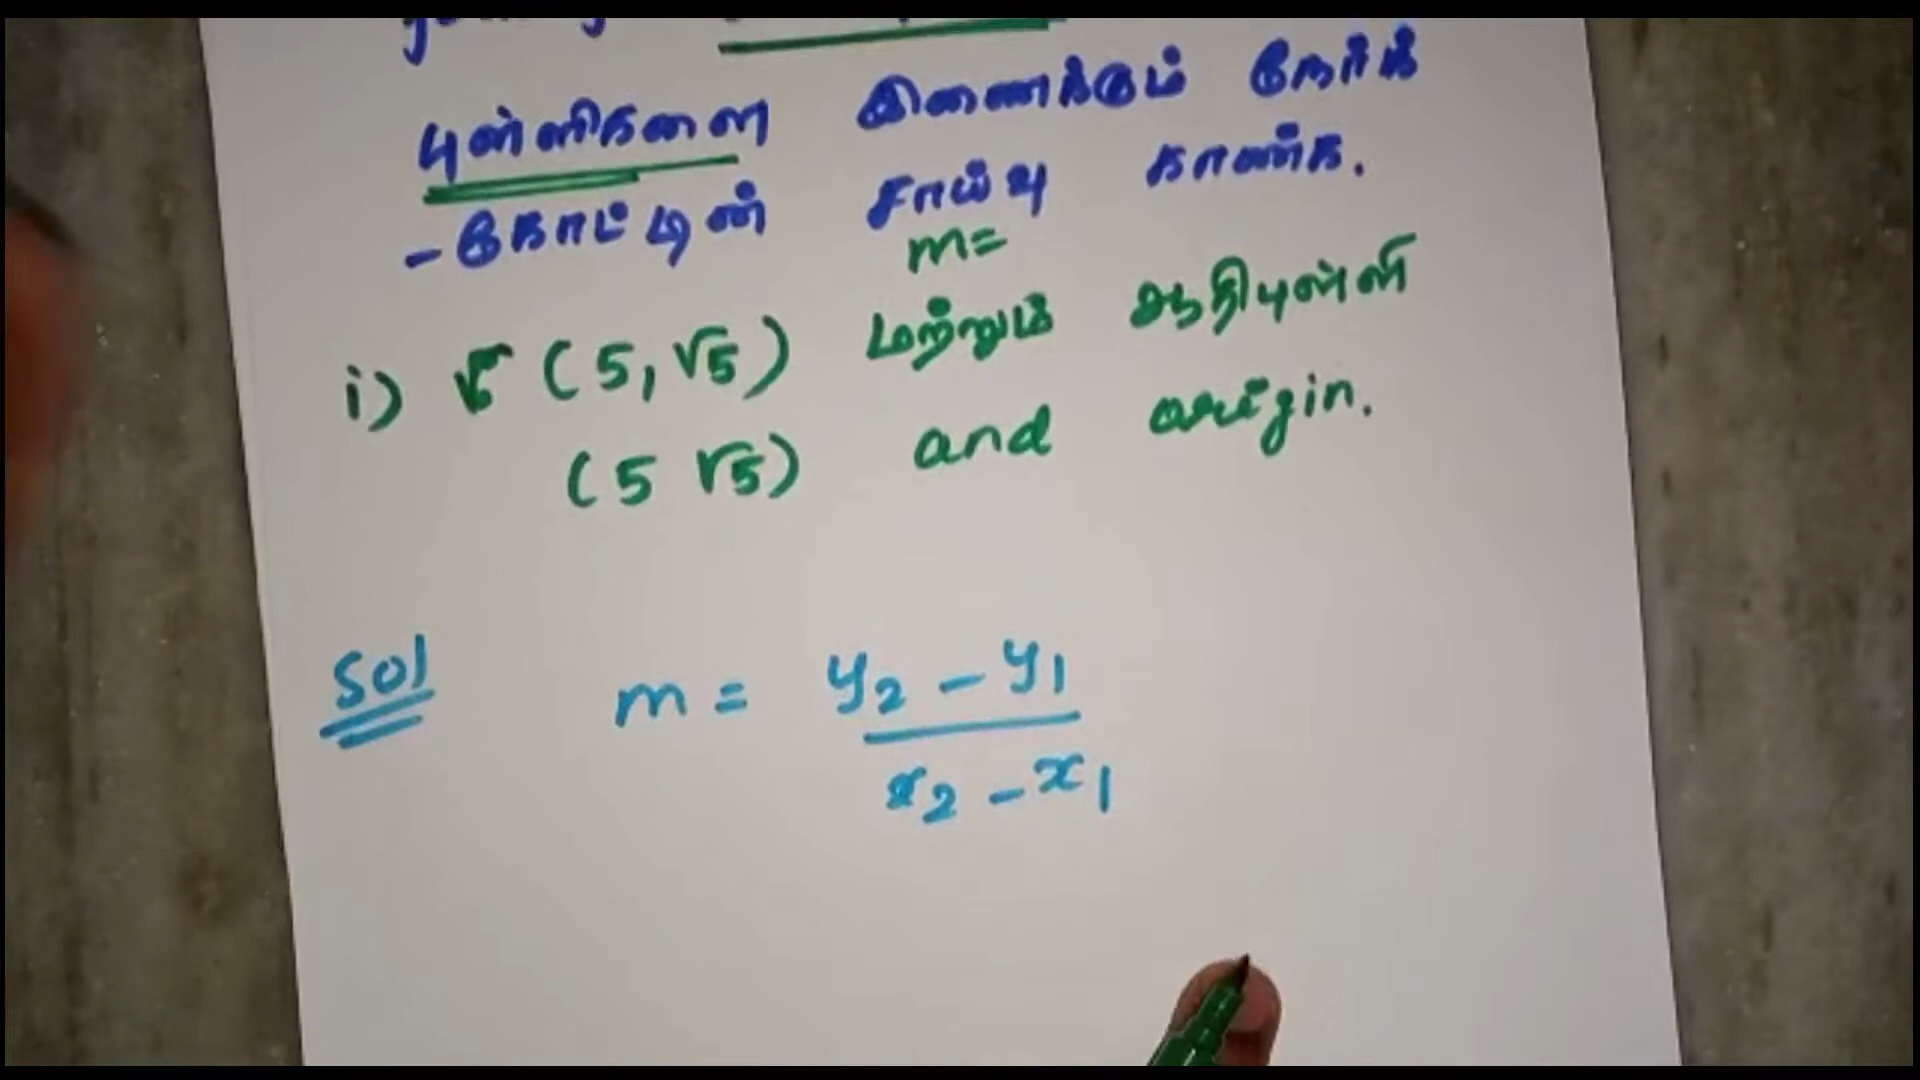 புள்ளிகளை இணைக்கும் நேர்க்
-கோட்டின் சாய்வு காண்க.
m=
i) (5, √5) மற்றும் ஆதிபுள்ளி
(5 √5) and origin.
Sol m = y₂ - y₁
x₂ - x₁